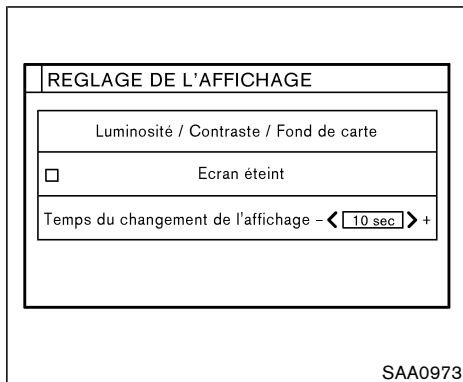 REGLAGE DE L'AFFICHAGE
Luminosité / Contraste / Fond de carte
Ecran éteint
Temps du changement de l'affichage – < 10 sec > +
SAA0973